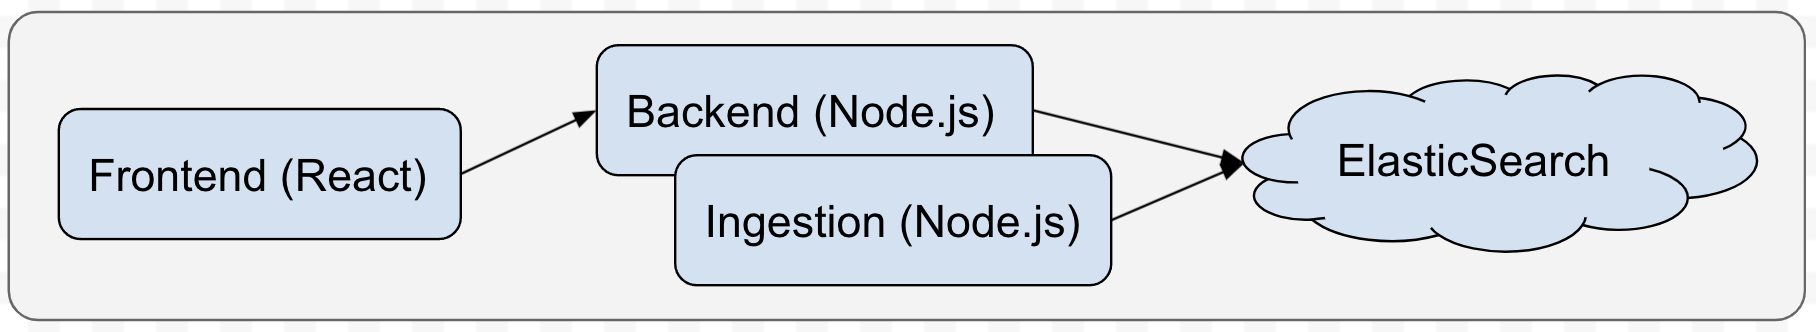 Frontend (React)
Backend (Node.js)
Ingestion (Node.js)
ElasticSearch